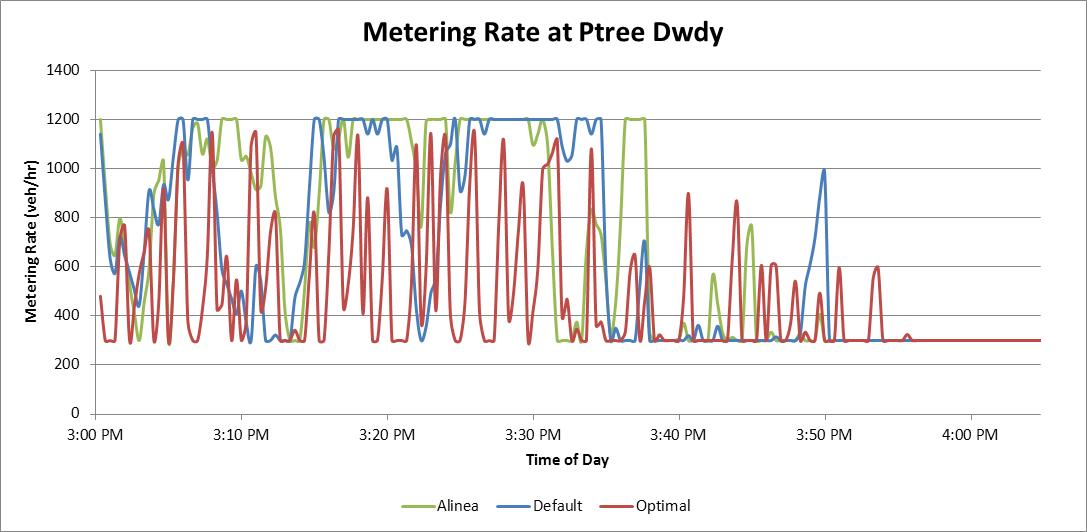 Metering Rate at Ptree Dwdy
1400
1200
1000
800
600
400
200
0
Metering Rate (veh/hr)
3:00 PM 3:10 PM 3:20 PM 3:30 PM 3:40 PM 3:50 PM 4:00 PM
Time of Day
Alinea Default Optimal